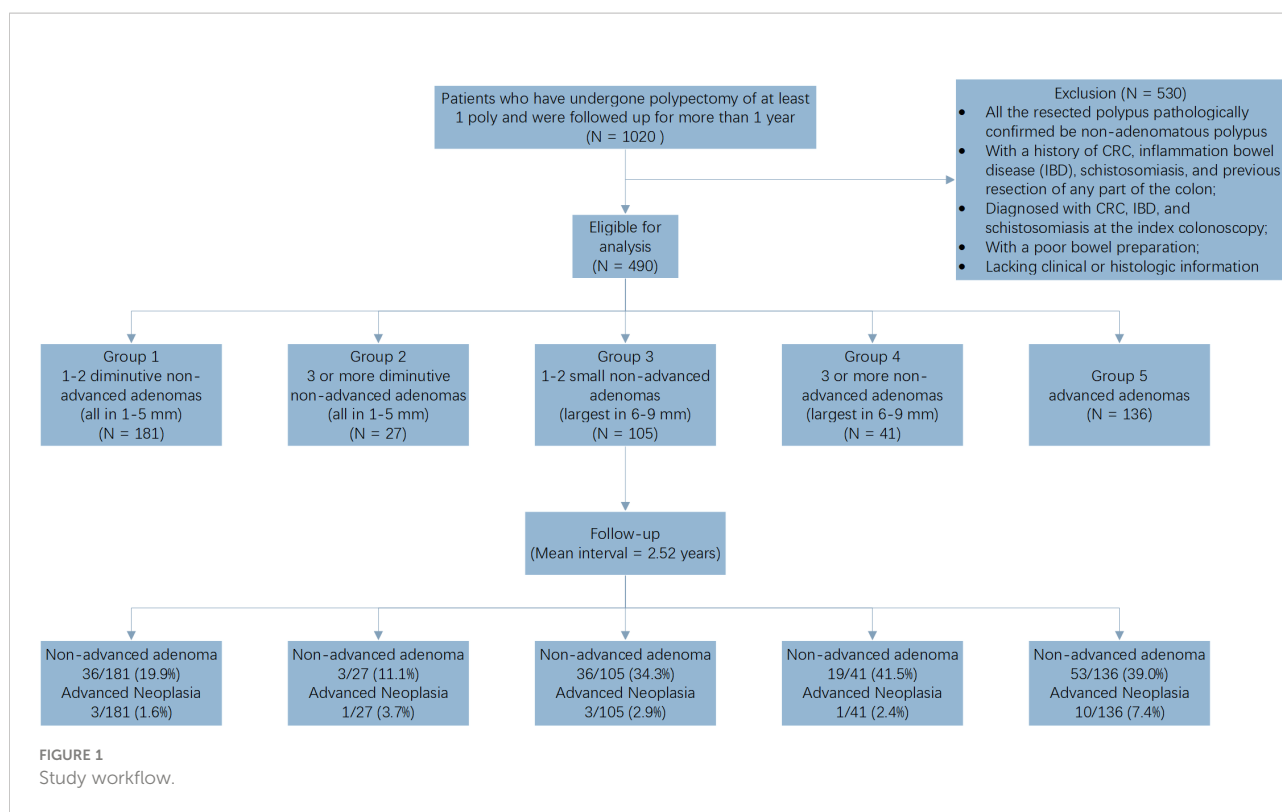 Patients who have undergone polypectomy of at least
1 poly and were followed up for more than 1 year
(N = 1020 )
Exclusion (N = 530)
• All the resected polypus pathologically
confirmed be non-adenomatous polypus
• With a history of CRC, inflammation bowel
disease (IBD), schistosomiasis, and previous
resection of any part of the colon;
• Diagnosed with CRC, IBD, and
schistosomiasis at the index colonoscopy;
• With a poor bowel preparation;
• Lacking clinical or histologic information
Eligible for
analysis
(N = 490)
Group 1
1-2 diminutive non-
advanced adenomas
(all in 1-5 mm)
(N = 181)
Group 2
3 or more diminutive
non-advanced adenomas
(all in 1-5 mm)
(N = 27)
Group 3
1-2 small non-advanced
adenomas
(largest in 6-9 mm)
(N = 105)
Group 4
3 or more non-
advanced adenomas
(largest in 6-9 mm)
(N = 41)
Group 5
advanced adenomas
(N = 136)
Follow-up
(Mean interval = 2.52 years)
Non-advanced adenoma
36/181 (19.9%)
Advanced Neoplasia
3/181 (1.6%)
Non-advanced adenoma
3/27 (11.1%)
Advanced Neoplasia
1/27 (3.7%)
Non-advanced adenoma
36/105 (34.3%)
Advanced Neoplasia
3/105 (2.9%)
Non-advanced adenoma
19/41 (41.5%)
Advanced Neoplasia
1/41 (2.4%)
Non-advanced adenoma
53/136 (39.0%)
Advanced Neoplasia
10/136 (7.4%)
FIGURE 1
Study workflow.